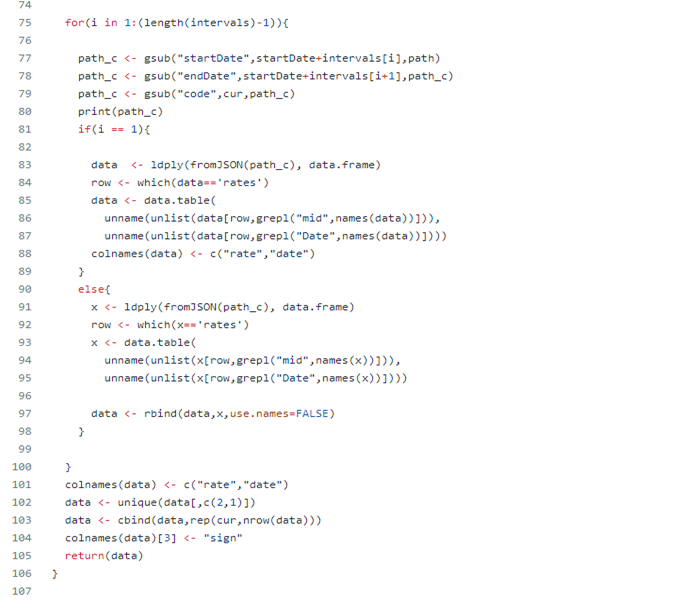 74
75 for(i in 1:(length(intervals)-1)){
76
77 path_c <- gsub("startDate",startDate+intervals[i],path)
78 path_c <- gsub("endDate",startDate+intervals[i+1],path_c)
79 path_c <- gsub("code",cur,path_c)
80 print(path_c)
81 if(i == 1){
82
83 data  <- ldply(fromJSON(path_c), data.frame)
84 row <- which(data=='rates')
85 data <- data.table(
86 unname(unlist(data[row,grepl("mid",names(data))])),
87 unname(unlist(data[row,grepl("Date",names(data))])))
88 colnames(data) <- c("rate","date")
89 }
90 else{
91 x <- ldply(fromJSON(path_c), data.frame)
92 row <- which(x=='rates')
93 x <- data.table(
94 unname(unlist(x[row,grepl("mid",names(x))])),
95 unname(unlist(x[row,grepl("Date",names(x))])))
96
97 data <- rbind(data,x,use.names=FALSE)
98 }
99
100 }
101 colnames(data) <- c("rate","date")
102 data <- unique(data[,c(2,1)])
103 data <- cbind(data,rep(cur,nrow(data)))
104 colnames(data)[3] <- "sign"
105 return(data)
106 }
107